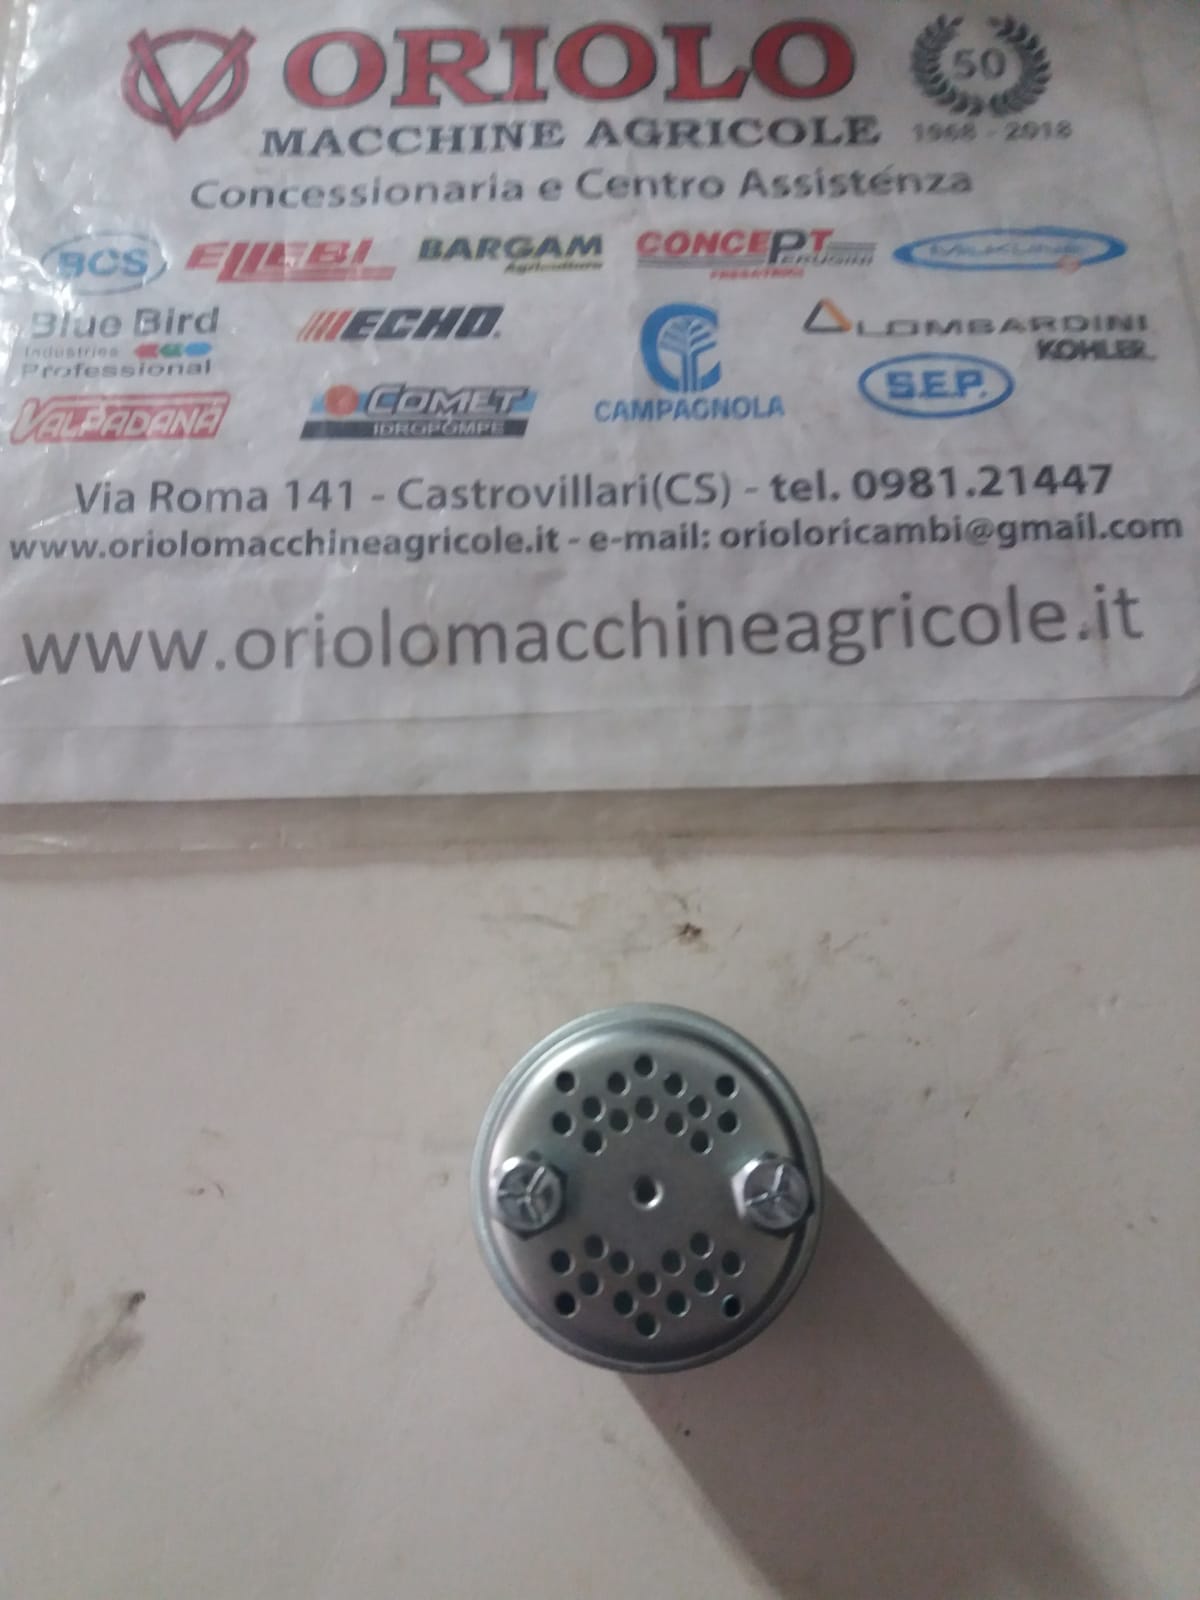 ORIOLO
50
MACCHINE AGRICOLE 1968 - 2018
Concessionaria e Centro Assistenza
BCS
BARGAM
Agricoltura
CONCEPT
PERUGINI
Blue Bird
Industries
Professional
ECHO
CAMPAGNOLA
LOMBARDINI
KOHLER
S.E.P.
VALPADANA
COMET
IDROPOMPE
Via Roma 141 - Castrovillari(CS) - tel. 0981.21447
www.oriolomacchineagricole.it - e-mail: orioloricambi@gmail.com
www.oriolomacchineagricole.it